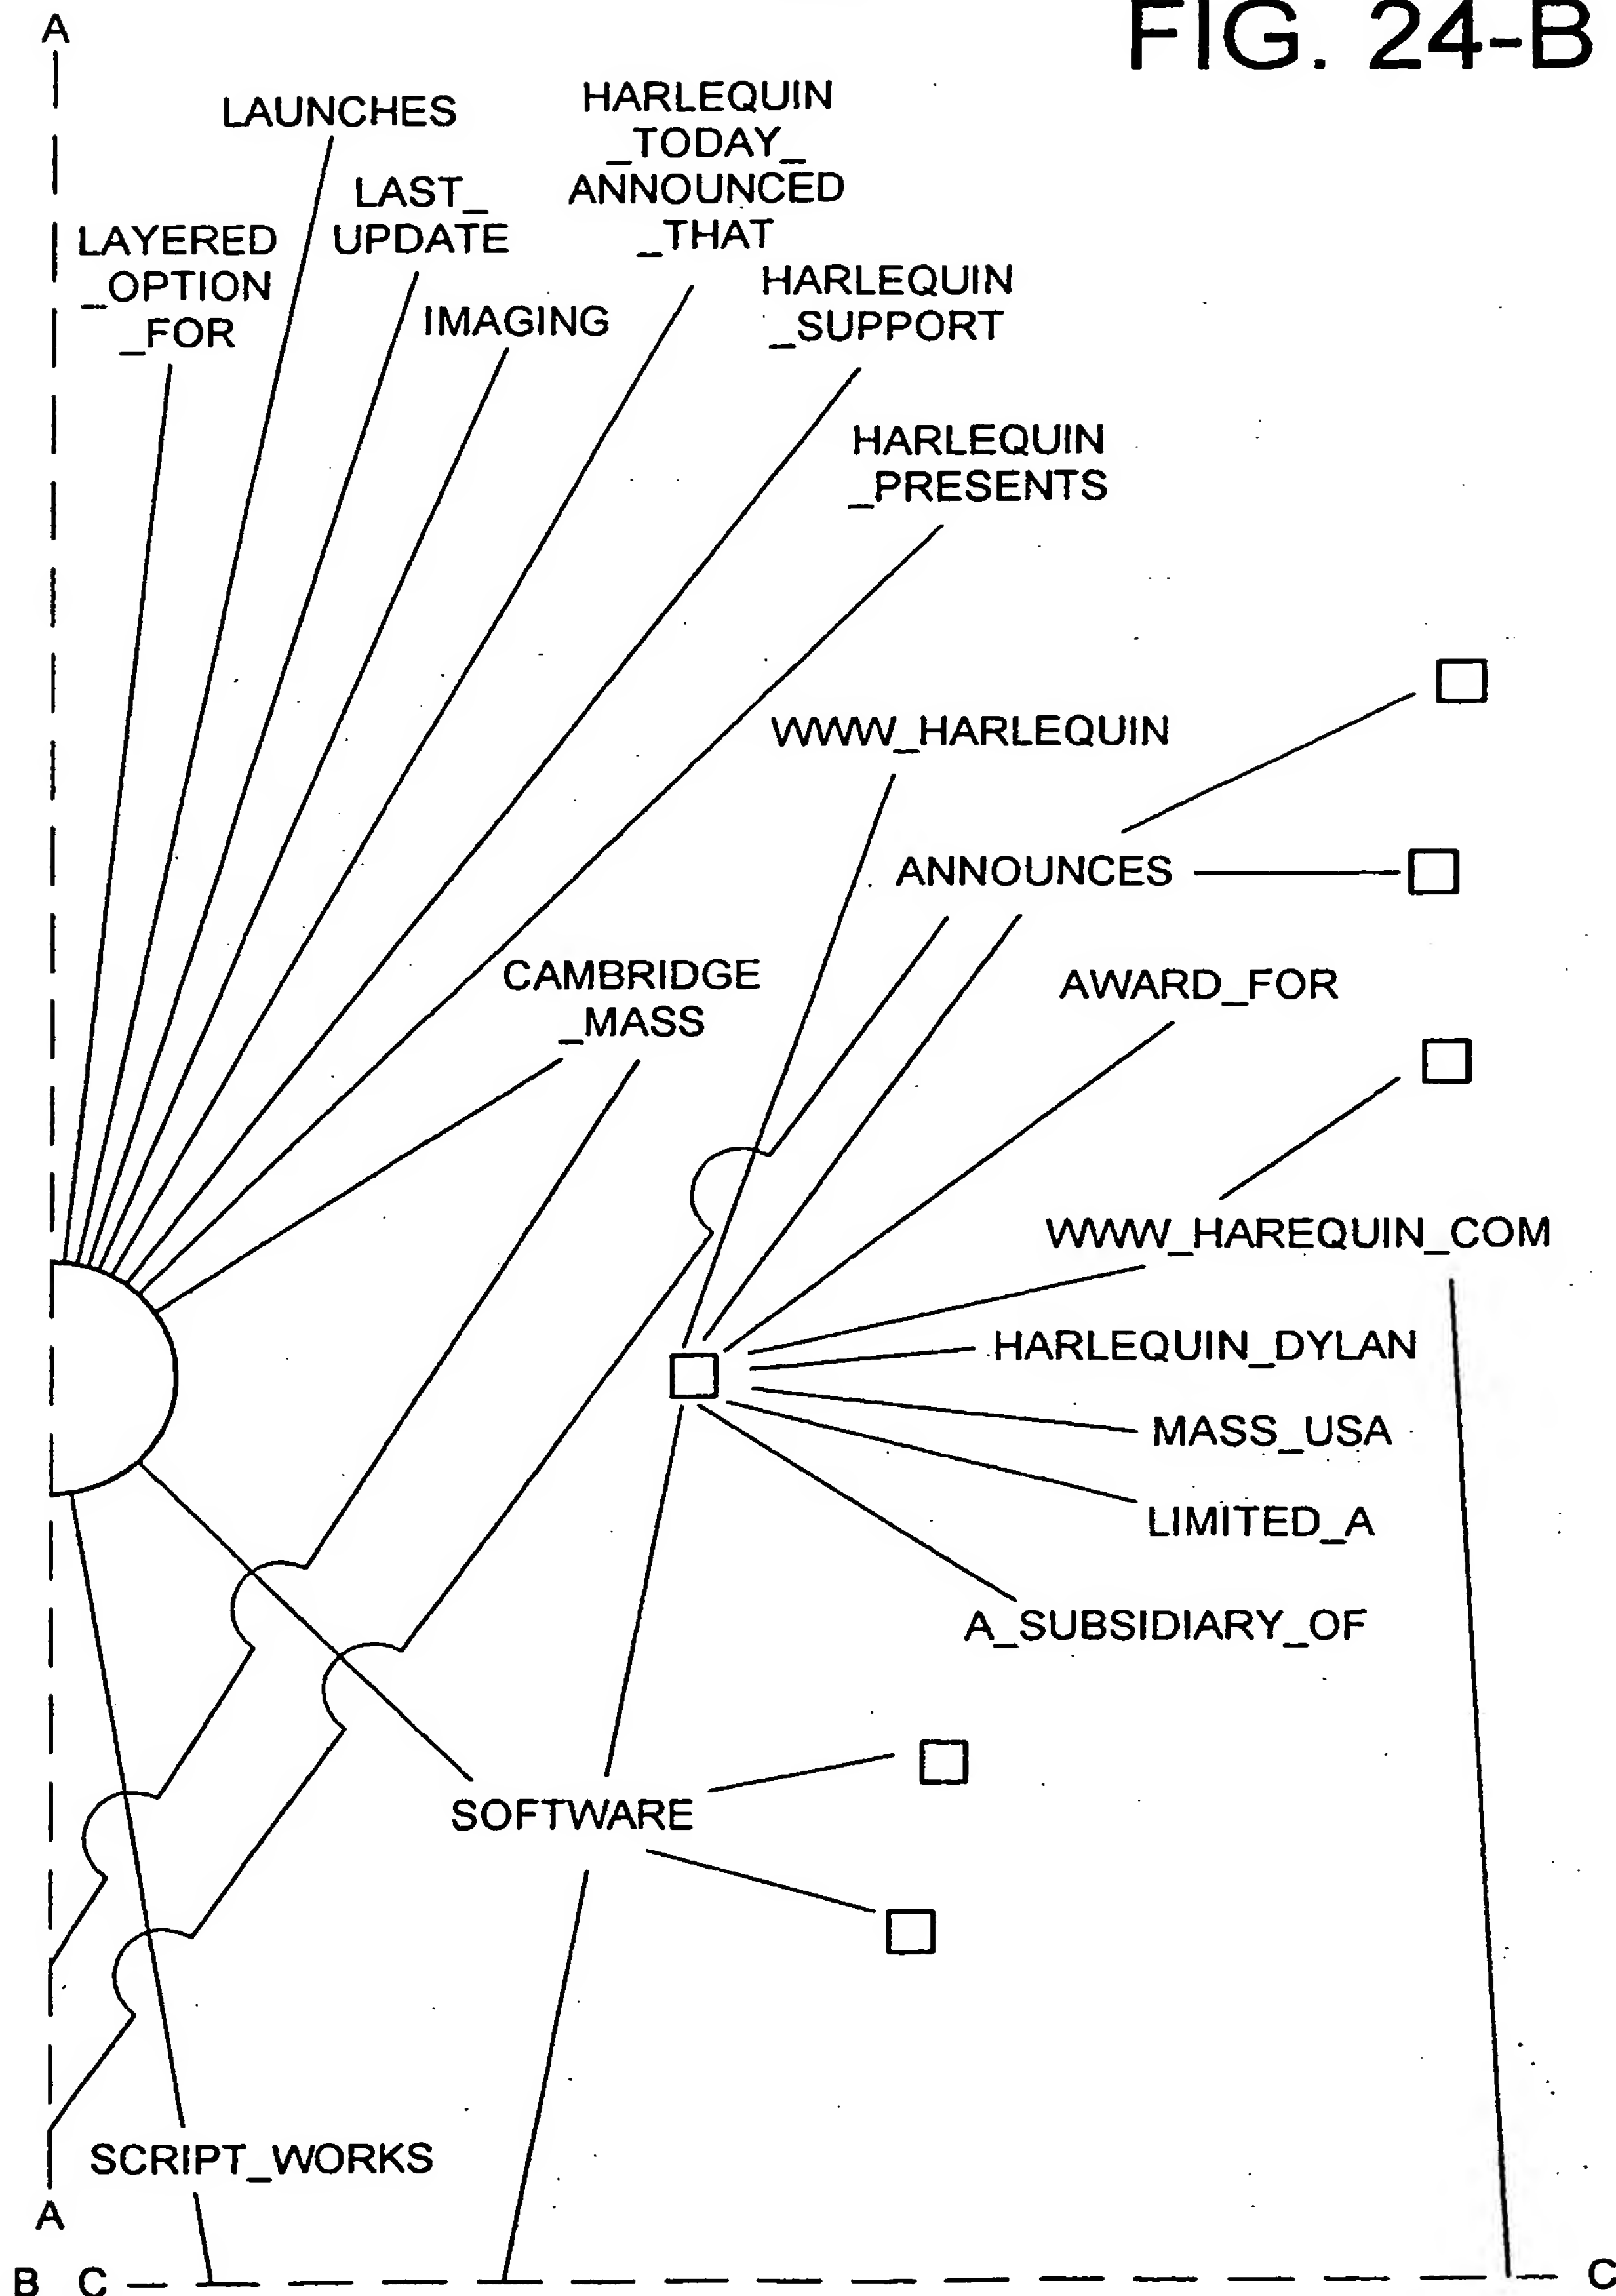 FIG. 24-B
A
LAUNCHES
HARLEQUIN
_TODAY_
ANNOUNCED
_THAT
LAST_
UPDATE
LAYERED
_OPTION
_FOR
IMAGING
HARLEQUIN
_SUPPORT
HARLEQUIN
_PRESENTS
WWW_HARLEQUIN
ANNOUNCES
CAMBRIDGE
_MASS
AWARD_FOR
WWW_HAREQUIN_COM
HARLEQUIN_DYLAN
MASS_USA
LIMITED_A
A_SUBSIDIARY_OF
SOFTWARE
SCRIPT_WORKS
A
B C C